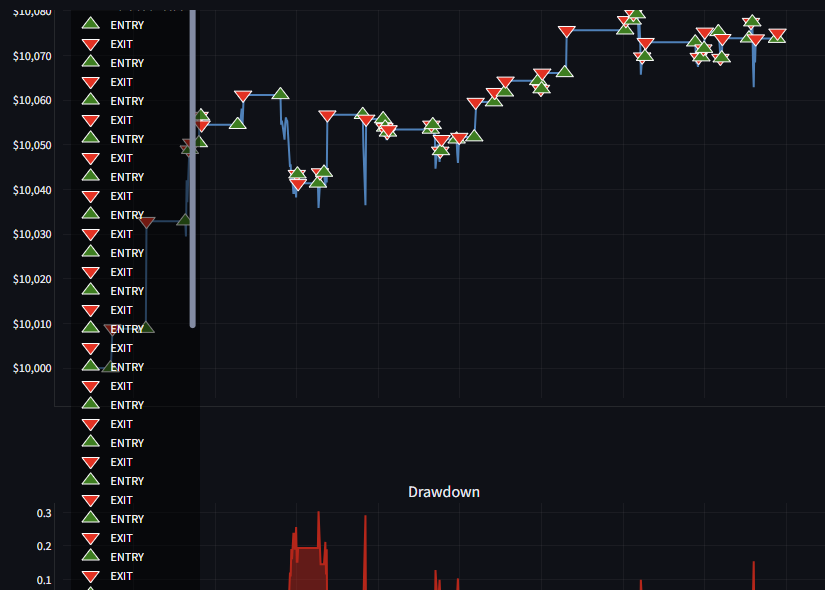 $10,080
$10,070
$10,060
$10,050
$10,040
$10,030
$10,020
$10,010
$10,000
ENTRY
EXIT
ENTRY
EXIT
ENTRY
EXIT
ENTRY
EXIT
ENTRY
EXIT
ENTRY
EXIT
ENTRY
EXIT
ENTRY
EXIT
ENTRY
EXIT
ENTRY
EXIT
ENTRY
EXIT
ENTRY
EXIT
ENTRY
EXIT
ENTRY
EXIT
ENTRY
EXIT
Drawdown
0.3
0.2
0.1